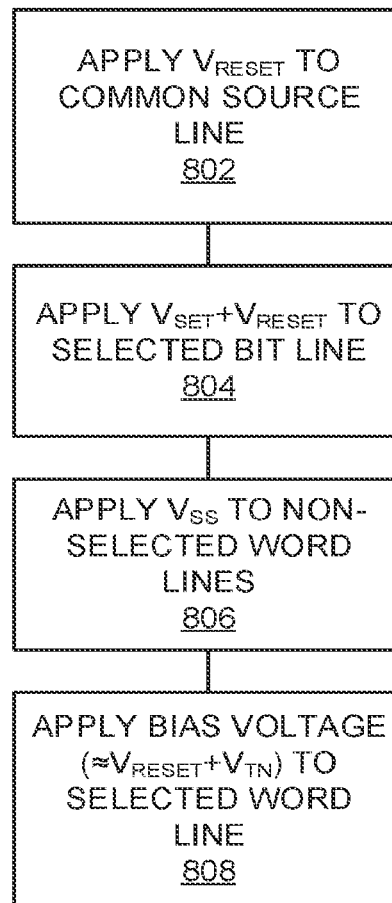 APPLY VRESET TO
COMMON SOURCE
LINE
802
APPLY VSET+VRESET TO
SELECTED BIT LINE
804
APPLY VSS TO NON-
SELECTED WORD
LINES
806
APPLY BIAS VOLTAGE
(≈VRESET+VTN) TO
SELECTED WORD
LINE
808